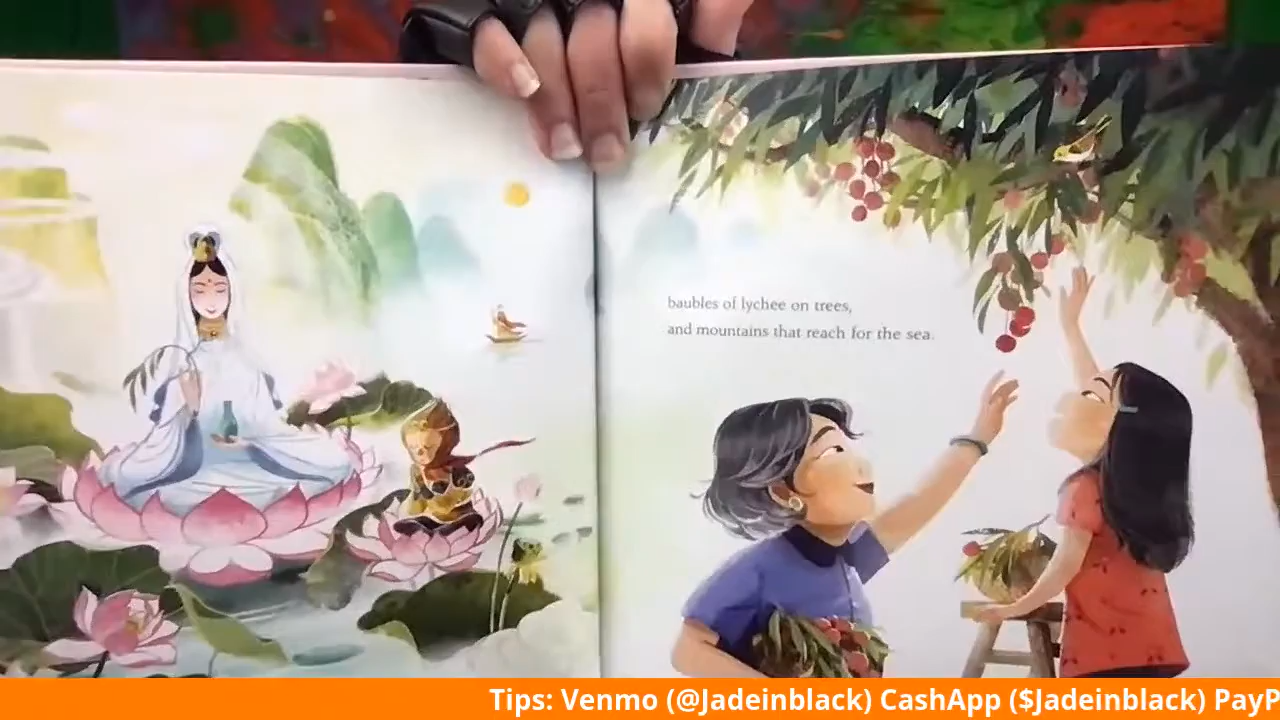 baubles of lychee on trees,
and mountains that reach for the sea.
Tips: Venmo (@Jadeinblack) CashApp ($Jadeinblack) PayP